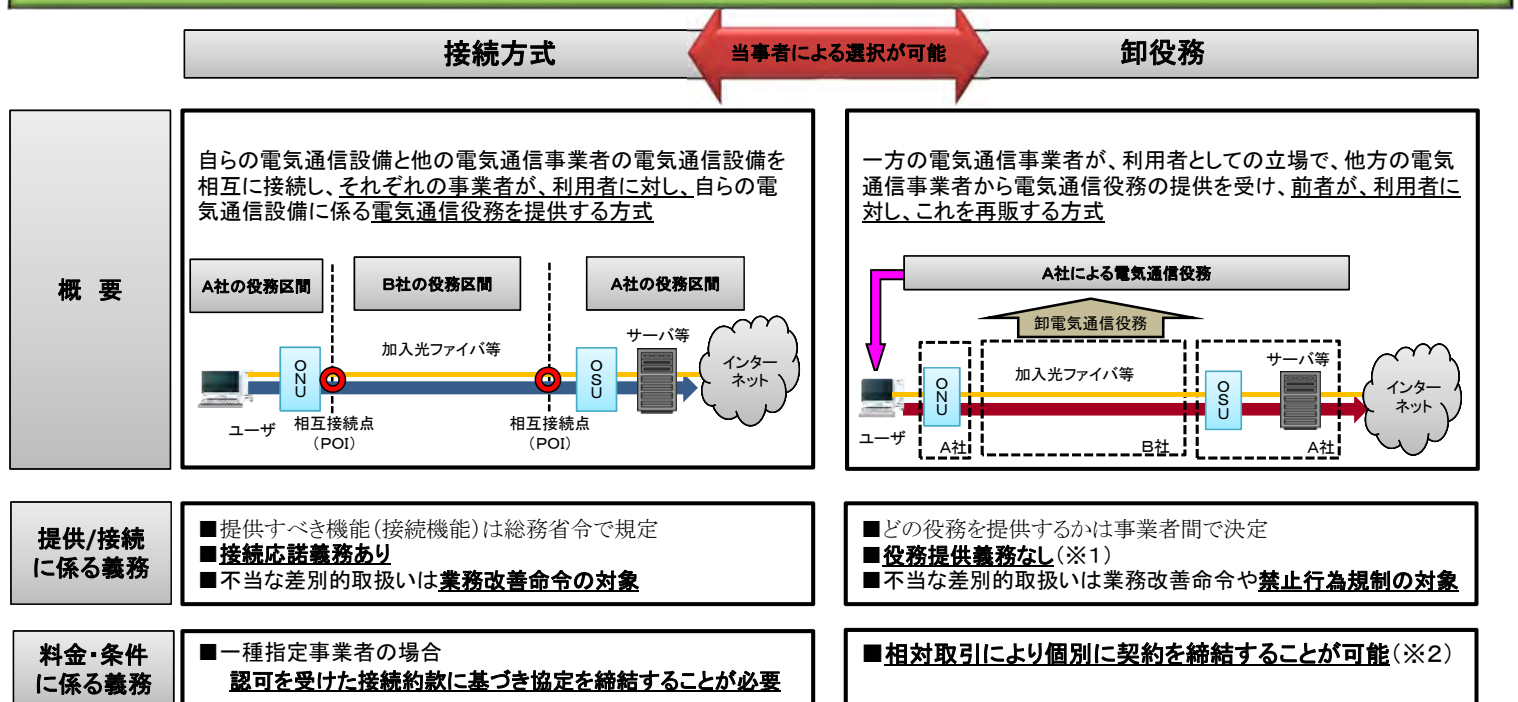 接続方式
当事者による選択が可能
卸役務
概 要
自らの電気通信設備と他の電気通信事業者の電気通信設備を
相互に接続し、それぞれの事業者が、利用者に対し、自らの電
気通信設備に係る電気通信役務を提供する方式
A社の役務区間
B社の役務区間
A社の役務区間
加入光ファイバ等
サーバ等
ONU
OSU
インター
ネット
ユーザ
相互接続点
(POI)
相互接続点
(POI)
一方の電気通信事業者が、利用者としての立場で、他方の電気
通信事業者から電気通信役務の提供を受け、前者が、利用者に
対し、これを再販する方式
A社による電気通信役務
卸電気通信役務
加入光ファイバ等
サーバ等
ONU
OSU
インター
ネット
ユーザ
A社
B社
A社
提供/接続
に係る義務
■提供すべき機能(接続機能)は総務省令で規定
■接続応諾義務あり
■不当な差別的取扱いは業務改善命令の対象
■どの役務を提供するかは事業者間で決定
■役務提供義務なし(※1)
■不当な差別的取扱いは業務改善命令や禁止行為規制の対象
料金・条件
に係る義務
■一種指定事業者の場合
認可を受けた接続約款に基づき協定を締結することが必要
■相対取引により個別に契約を締結することが可能(※2)